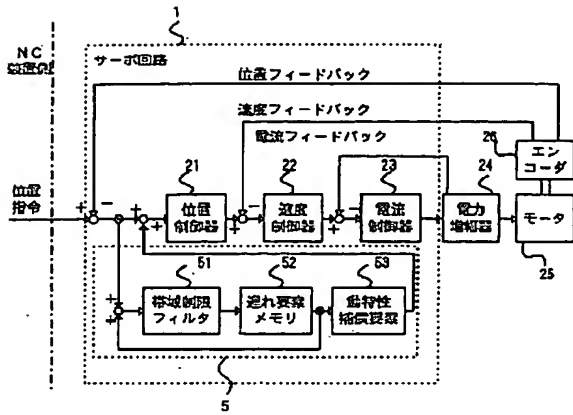 1
NC
装置側
サーボ回路
位置フィードバック
速度フィードバック
電流フィードバック
26
エン
コーダ
21
22
23
24
位置
指令
+
-
+
+
位置
制御器
+
-
速度
制御器
+
-
電流
制御器
電力
増幅器
モータ
25
51
52
53
+
+
帯域制限
フィルタ
遅れ要素
メモリ
動特性
補償要素
5